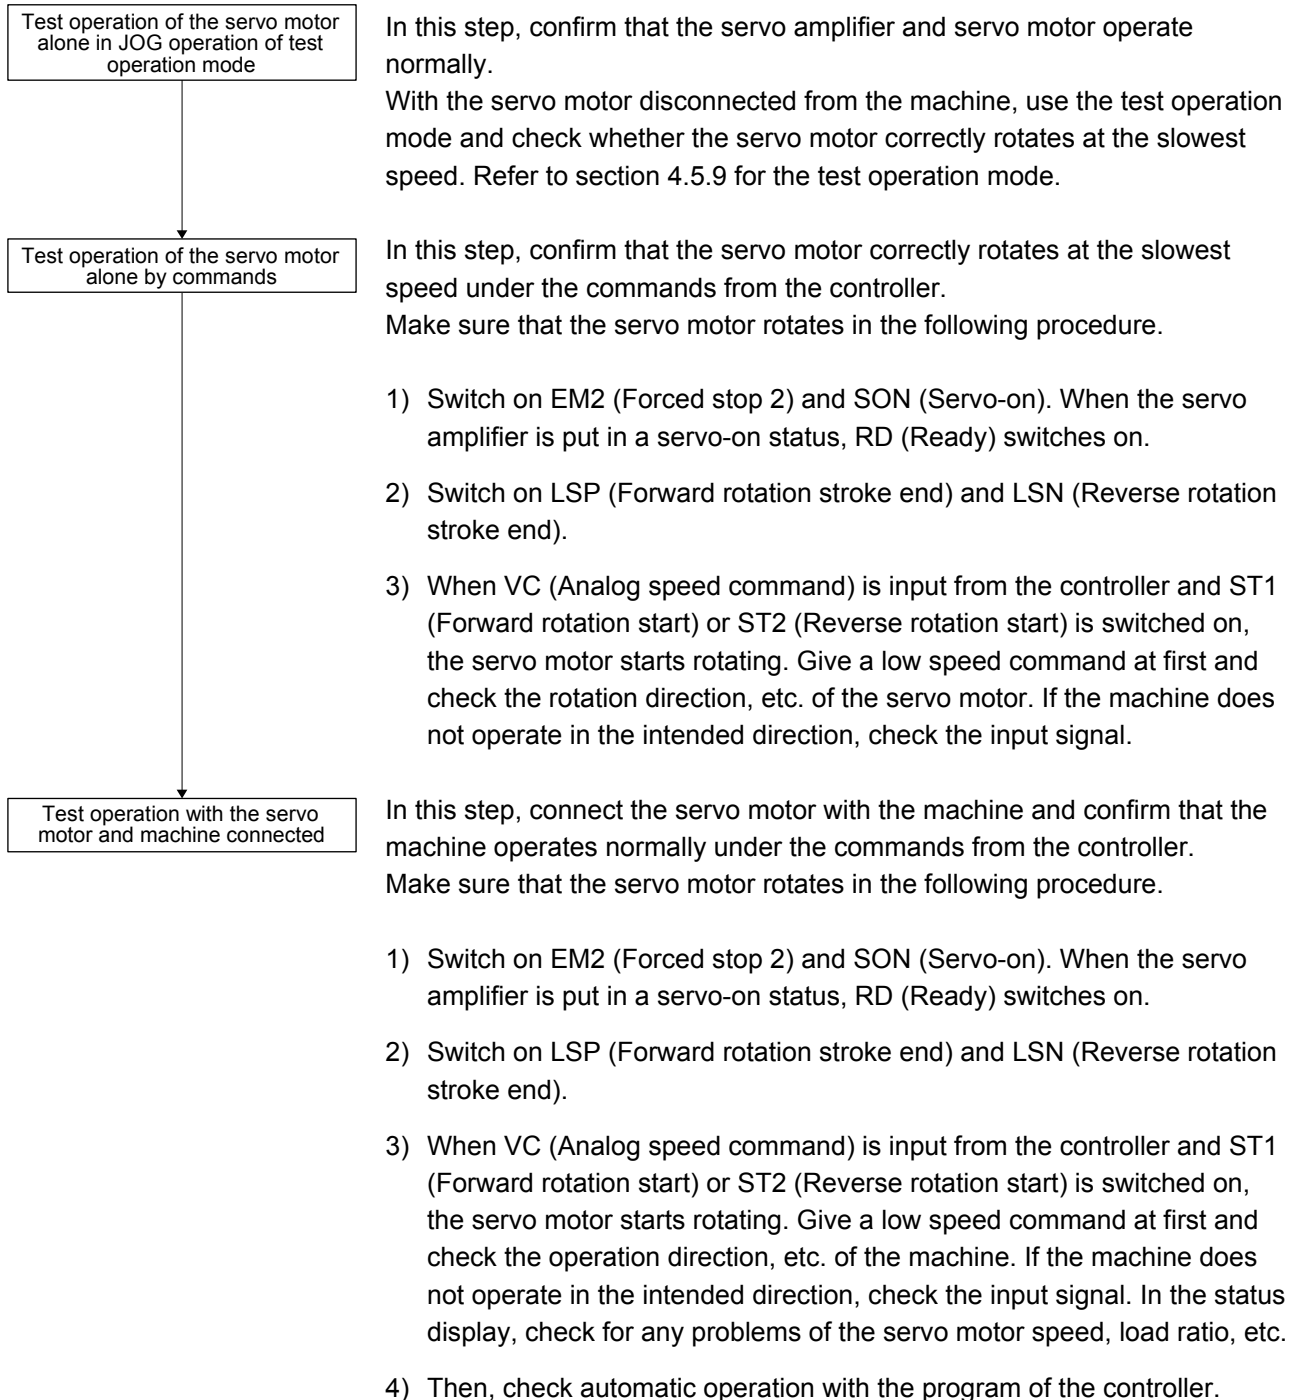 Test operation of the servo motor
alone in JOG operation of test
operation mode
In this step, confirm that the servo amplifier and servo motor operate
normally.
With the servo motor disconnected from the machine, use the test operation
mode and check whether the servo motor correctly rotates at the slowest
speed. Refer to section 4.5.9 for the test operation mode.
Test operation of the servo motor
alone by commands
In this step, confirm that the servo motor correctly rotates at the slowest
speed under the commands from the controller.
Make sure that the servo motor rotates in the following procedure.
1) Switch on EM2 (Forced stop 2) and SON (Servo-on). When the servo
amplifier is put in a servo-on status, RD (Ready) switches on.
2) Switch on LSP (Forward rotation stroke end) and LSN (Reverse rotation
stroke end).
3) When VC (Analog speed command) is input from the controller and ST1
(Forward rotation start) or ST2 (Reverse rotation start) is switched on,
the servo motor starts rotating. Give a low speed command at first and
check the rotation direction, etc. of the servo motor. If the machine does
not operate in the intended direction, check the input signal.
Test operation with the servo
motor and machine connected
In this step, connect the servo motor with the machine and confirm that the
machine operates normally under the commands from the controller.
Make sure that the servo motor rotates in the following procedure.
1) Switch on EM2 (Forced stop 2) and SON (Servo-on). When the servo
amplifier is put in a servo-on status, RD (Ready) switches on.
2) Switch on LSP (Forward rotation stroke end) and LSN (Reverse rotation
stroke end).
3) When VC (Analog speed command) is input from the controller and ST1
(Forward rotation start) or ST2 (Reverse rotation start) is switched on,
the servo motor starts rotating. Give a low speed command at first and
check the operation direction, etc. of the machine. If the machine does
not operate in the intended direction, check the input signal. In the status
display, check for any problems of the servo motor speed, load ratio, etc.
4) Then, check automatic operation with the program of the controller.